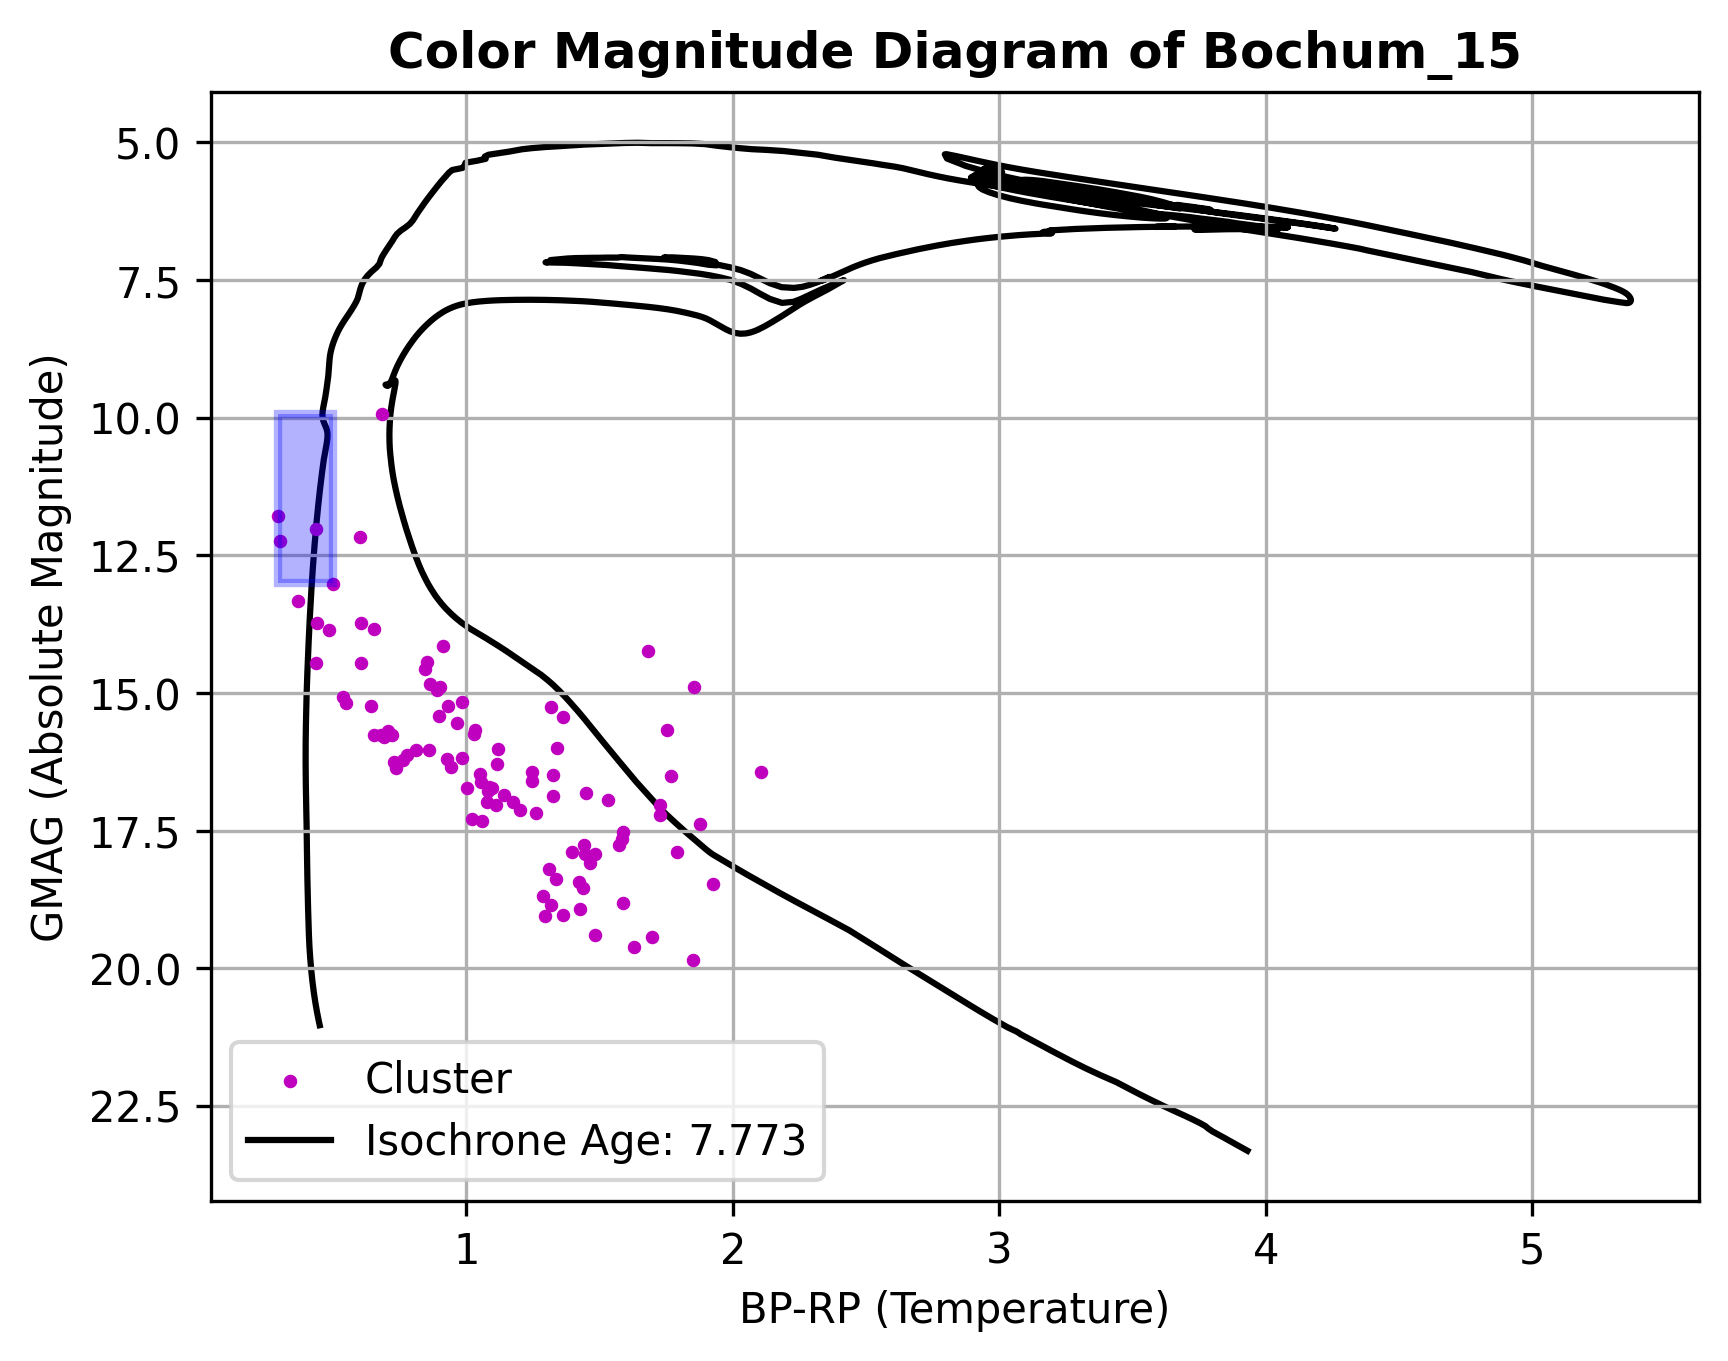 Color Magnitude Diagram of Bochum_15
GMAG (Absolute Magnitude)
5.0
7.5
10.0
12.5
15.0
17.5
20.0
22.5
Cluster
Isochrone Age: 7.773
1 2 3 4 5
BP-RP (Temperature)